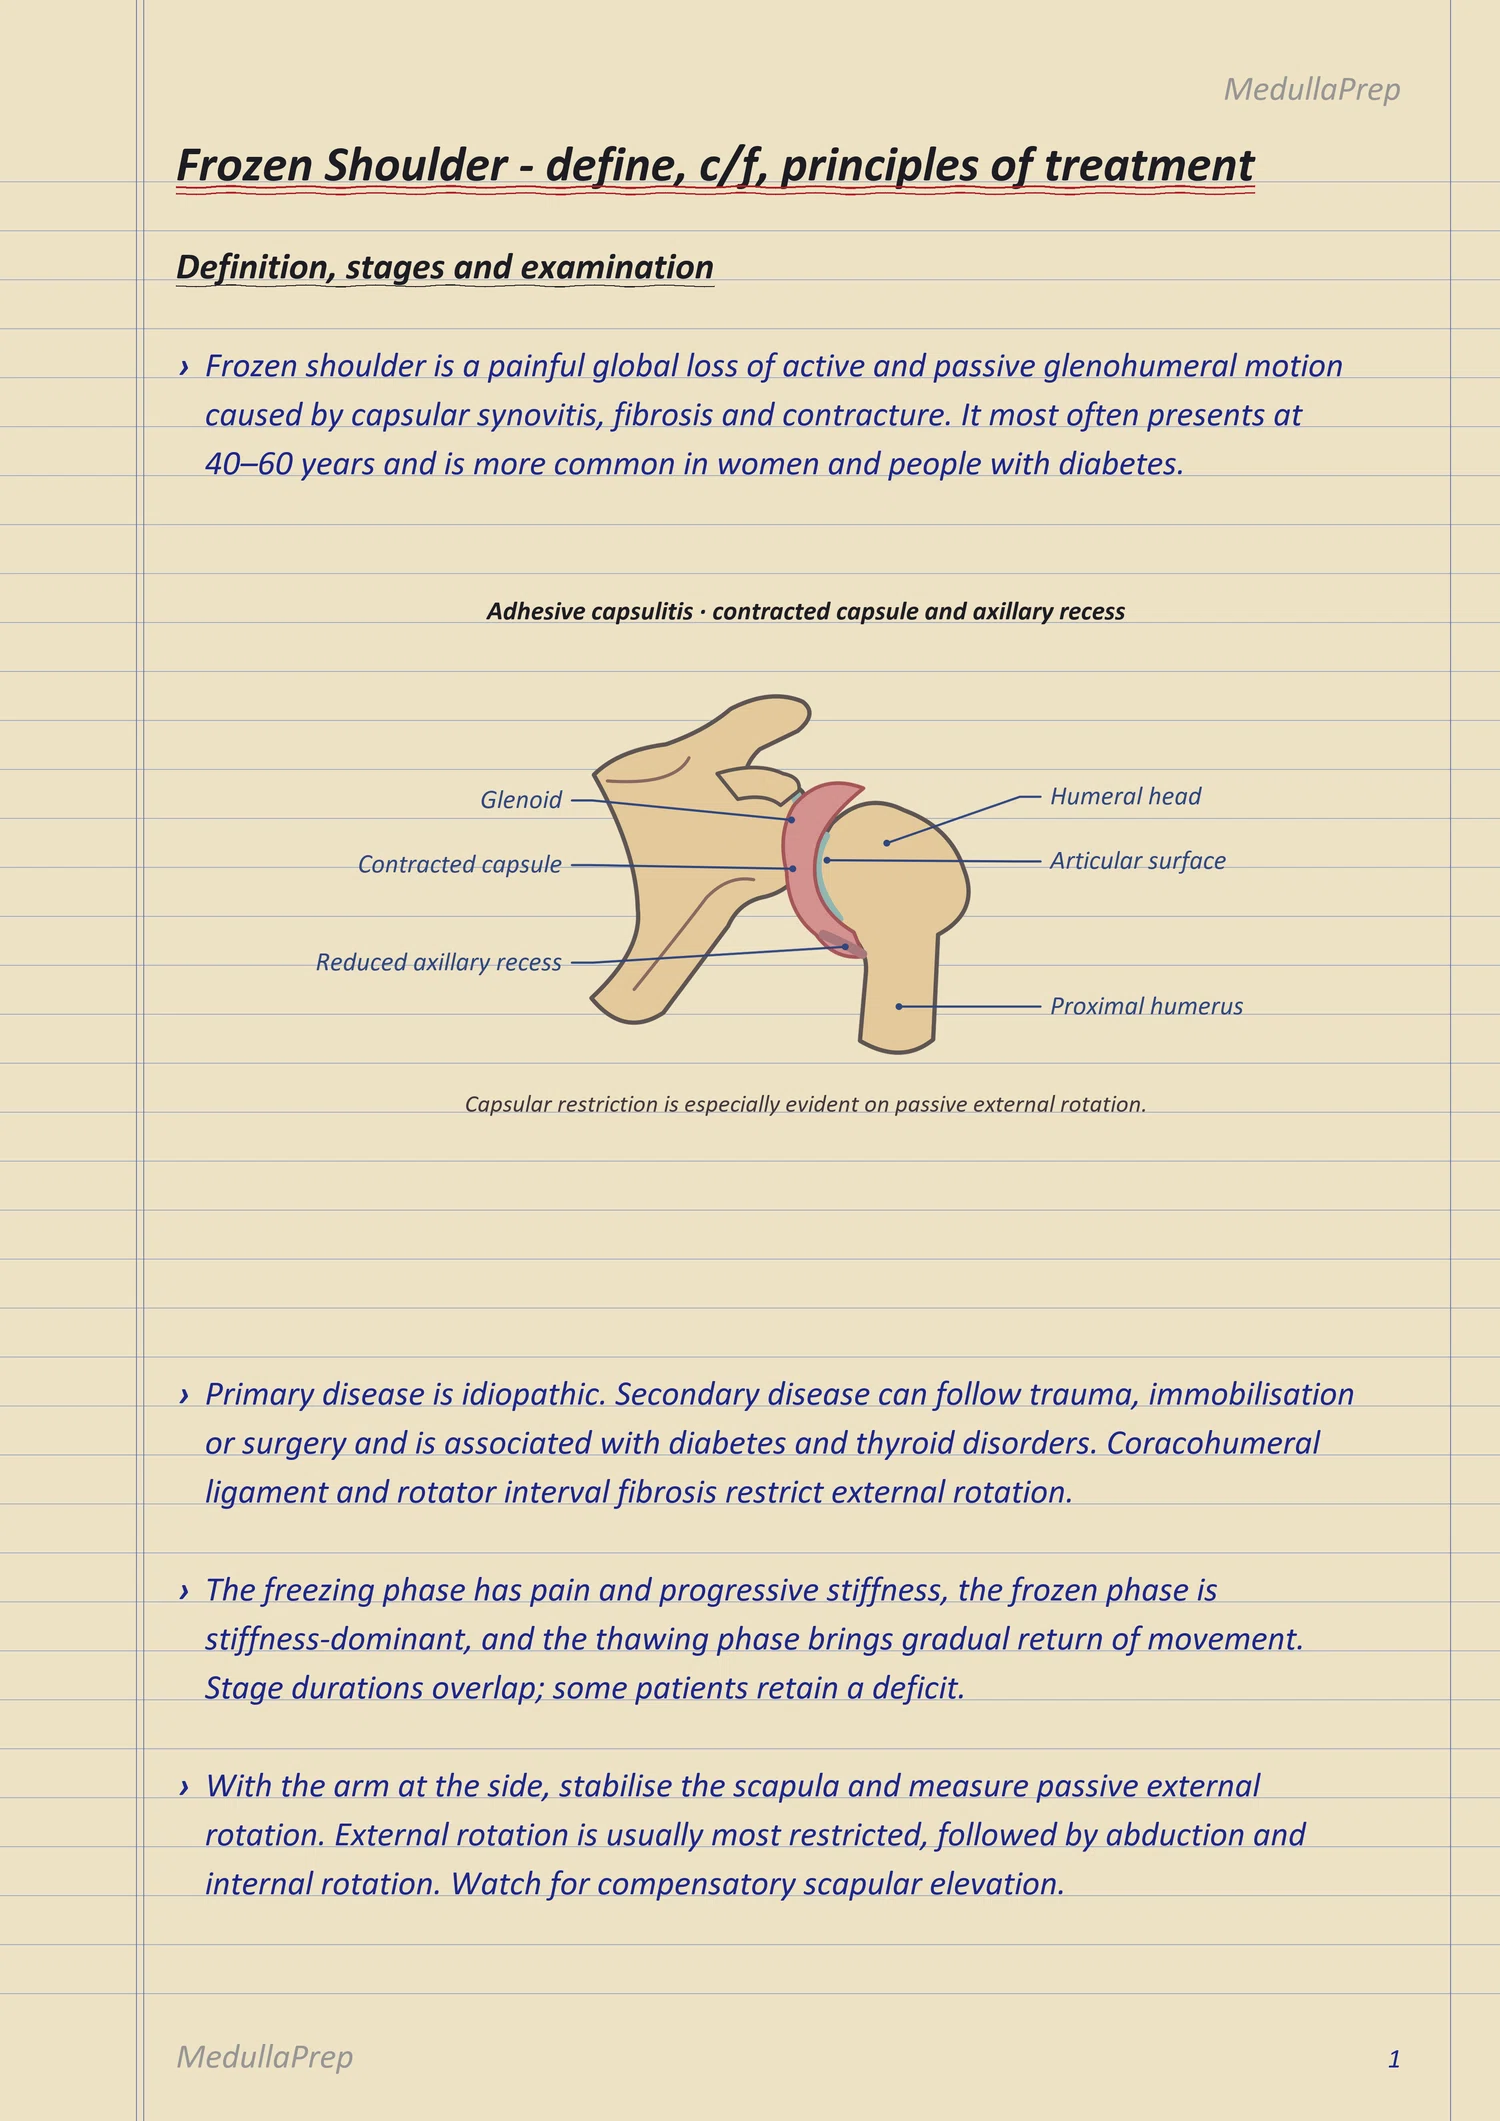 MedullaPrep
Frozen Shoulder - define, c/f, principles of treatment
Definition, stages and examination
› Frozen shoulder is a painful global loss of active and passive glenohumeral motion
caused by capsular synovitis, fibrosis and contracture. It most often presents at
40–60 years and is more common in women and people with diabetes.
Adhesive capsulitis · contracted capsule and axillary recess
Glenoid
Humeral head
Contracted capsule
Articular surface
Reduced axillary recess
Proximal humerus
Capsular restriction is especially evident on passive external rotation.
› Primary disease is idiopathic. Secondary disease can follow trauma, immobilisation
or surgery and is associated with diabetes and thyroid disorders. Coracohumeral
ligament and rotator interval fibrosis restrict external rotation.
› The freezing phase has pain and progressive stiffness, the frozen phase is
stiffness-dominant, and the thawing phase brings gradual return of movement.
Stage durations overlap; some patients retain a deficit.
› With the arm at the side, stabilise the scapula and measure passive external
rotation. External rotation is usually most restricted, followed by abduction and
internal rotation. Watch for compensatory scapular elevation.
MedullaPrep
1